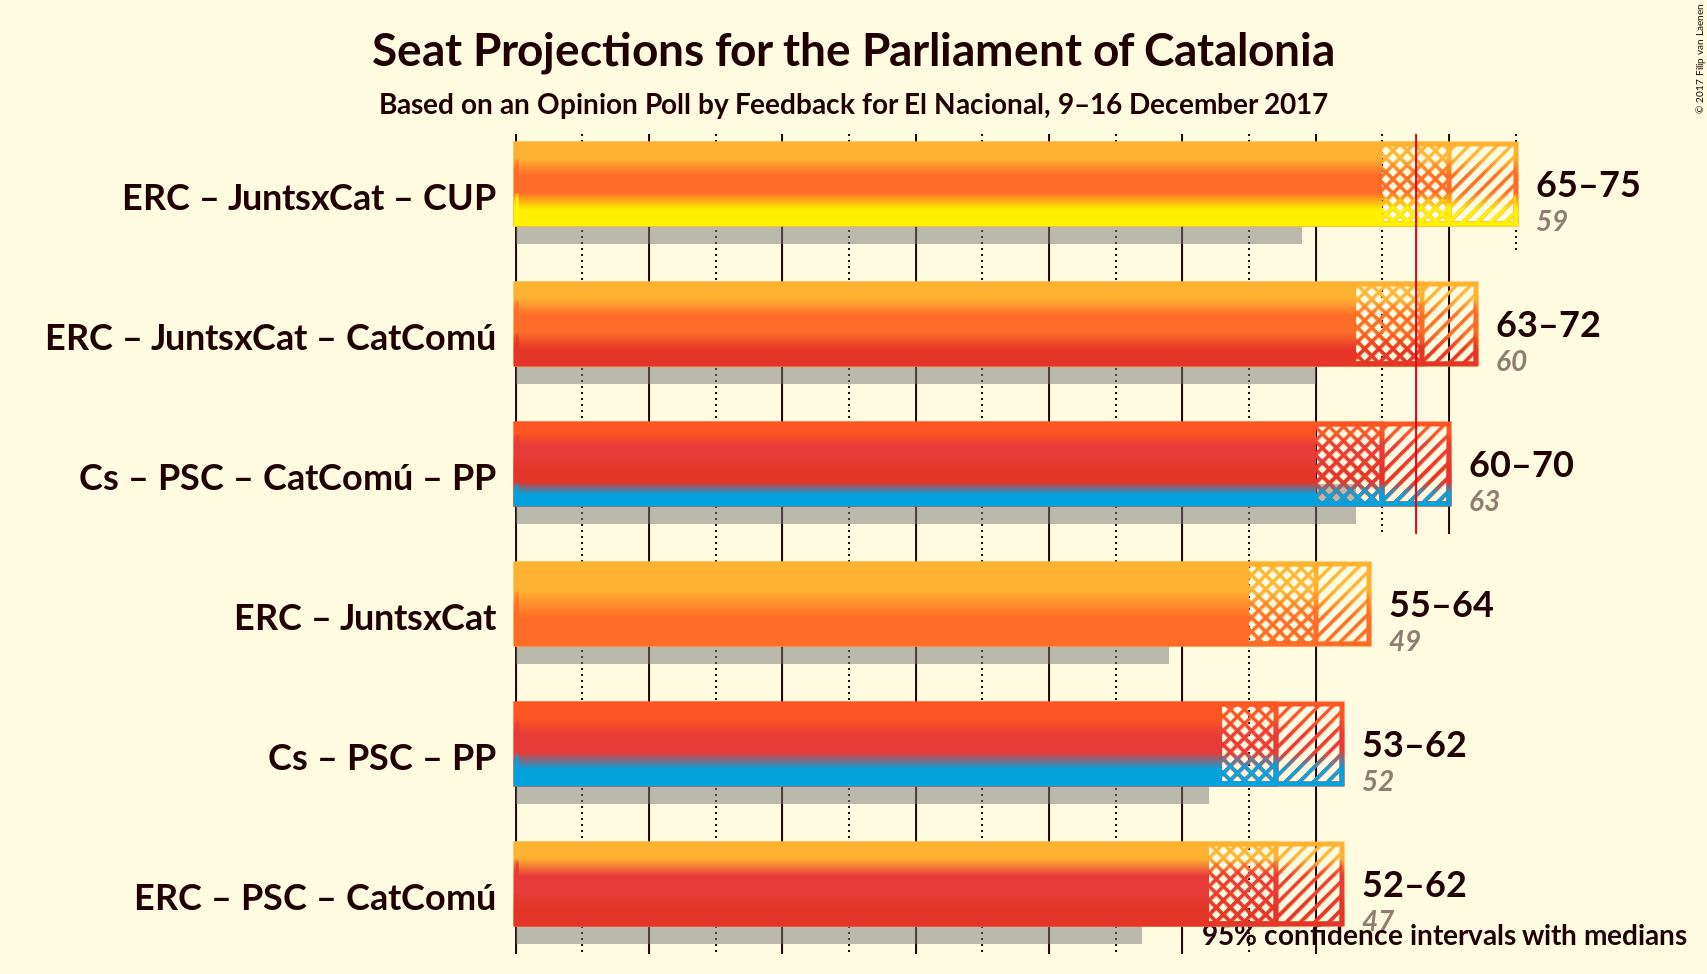 Seat Projections for the Parliament of Catalonia
Based on an Opinion Poll by Feedback for El Nacional, 9–16 December 2017
© 2017 Filip van Laenen
ERC – JuntsxCat – CUP
65–75
59
ERC – JuntsxCat – CatComú
63–72
60
Cs – PSC – CatComú – PP
60–70
63
ERC – JuntsxCat
55–64
49
Cs – PSC – PP
53–62
52
ERC – PSC – CatComú
52–62
47
95% confidence intervals with medians